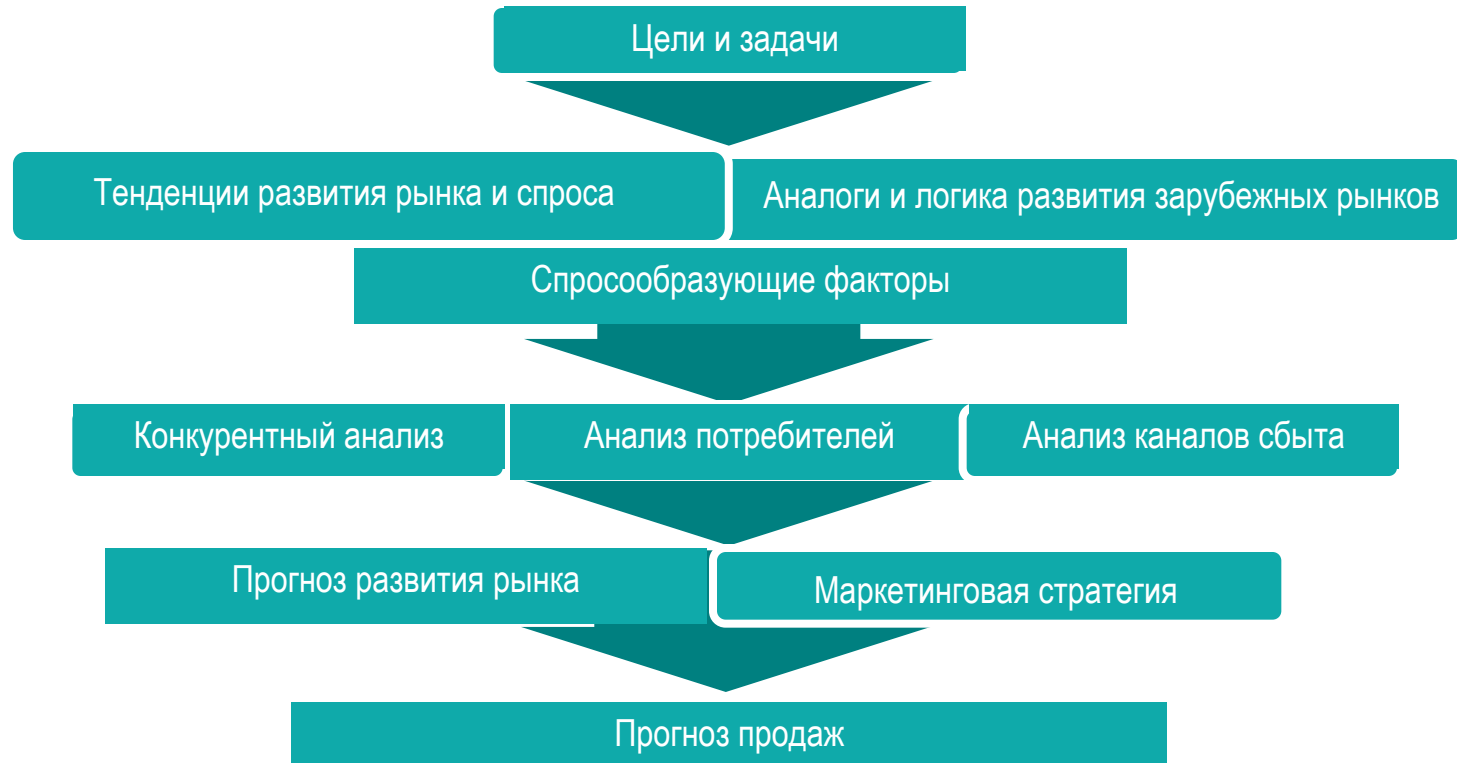 Цели и задачи
Тенденции развития рынка и спроса
Аналоги и логика развития зарубежных рынков
Спросообразующие факторы
Конкурентный анализ
Анализ потребителей
Анализ каналов сбыта
Прогноз развития рынка
Маркетинговая стратегия
Прогноз продаж